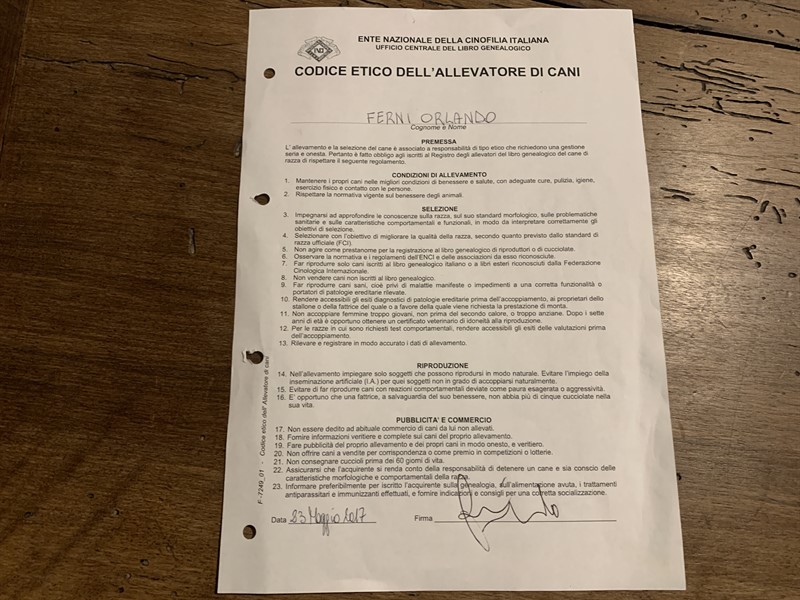 ENTE NAZIONALE DELLA CINOFILIA ITALIANA
UFFICIO CENTRALE DEL LIBRO GENEALOGICO
CODICE ETICO DELL'ALLEVATORE DI CANI
FERNI ORLANDO
Cognome e Nome
PREMESSA
L' allevamento e la selezione del cane è associato a responsabilità di tipo etico che richiedono una gestione
seria e onesta. Pertanto è fatto obbligo agli iscritti al Registro degli allevatori del libro genealogico del cane di
razza di rispettare il seguente regolamento.
CONDIZIONI DI ALLEVAMENTO
1. Mantenere i propri cani nelle migliori condizioni di benessere e salute, con adeguate cure, pulizia, igiene,
esercizio fisico e contatto con le persone.
2. Rispettare la normativa vigente sul benessere degli animali.
SELEZIONE
3. Impegnarsi ad approfondire le conoscenze sulla razza, sul suo standard morfologico, sulle problematiche
sanitarie e sulle caratteristiche comportamentali e funzionali, in modo da interpretare correttamente gli
obiettivi di selezione.
4. Selezionare con l'obiettivo di migliorare la qualità della razza, secondo quanto previsto dallo standard di
razza ufficiale (FCI).
5. Non agire come prestanome per la registrazione al libro genealogico di riproduttori o di cucciolate.
6. Osservare la normativa e i regolamenti dell'ENCI e delle associazioni da esso riconosciute.
7. Far riprodurre solo cani iscritti al libro genealogico italiano o a libri esteri riconosciuti dalla Federazione
Cinologica Internazionale.
8. Non vendere cani non iscritti al libro genealogico.
9. Far riprodurre cani sani, cioè privi di malattie manifeste o impedimenti e una corretta funzionalità o
portatori di patologie ereditarie rilevate.
10. Rendere accessibili gli esiti diagnostici di patologie ereditarie prima dell'accoppiamento, ai proprietari dello
stallone o della fattrice del quale o a favore della quale viene richiesta la prestazione di monta.
11. Non accoppiare femmine troppo giovani, non prima del secondo calore, o troppo anziane. Dopo i sette
anni di età è opportuno ottenere un certificato veterinario di idoneità alla riproduzione.
12. Per le razze in cui sono richiesti test comportamentali, rendere accessibili gli esiti delle valutazioni prima
dell'accoppiamento.
13. Rilevare e registrare in modo accurato i dati di allevamento.
RIPRODUZIONE
14. Nell'allevamento impiegare solo soggetti che possono riprodursi in modo naturale. Evitare l'impiego della
inseminazione artificiale (I.A.) per quei soggetti non in grado di accoppiarsi naturalmente.
15. Evitare di far riprodurre cani con reazioni comportamentali deviate come paura esagerata o aggressività.
16. E' opportuno che una fattrice, a salvaguardia del suo benessere, non abbia più di cinque cucciolate nella
sua vita.
PUBBLICITA' E COMMERCIO
17. Non essere dedito ad abituale commercio di cani da lui non allevati.
18. Fornire informazioni veritiere e complete sui cani del proprio allevamento.
19. Fare pubblicità del proprio allevamento e dei propri cani in modo onesto, e veritiero.
20. Non offrire cani a vendite per corrispondenza o come premio in competizioni o lotterie.
21. Non consegnare cuccioli prima dei 60 giorni di vita.
22. Assicurarsi che l'acquirente si renda conto della responsabilità di detenere un cane e sia conscio delle
caratteristiche morfologiche e comportamentali della razza.
23. Informare preferibilmente per iscritto l'acquirente sulla genealogia, sull'alimentazione avuta, i trattamenti
antiparassitari e immunizzanti effettuati, e fornire indicazioni e consigli per una corretta socializzazione.
Data 23 Maggio 2017 Firma
F-7249_01 - Codice etico dell' Allevatore di cani